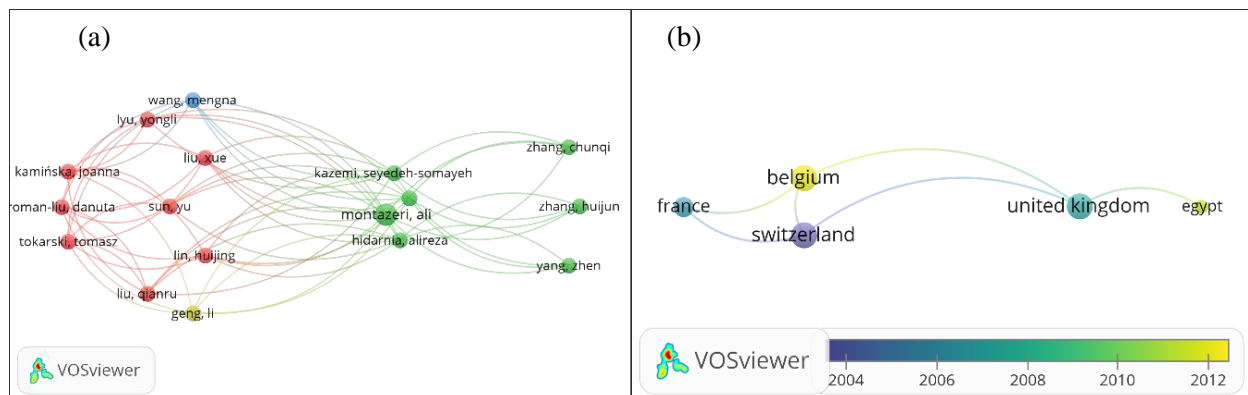 (a)
wang, mengna
lyu, yongli
liu, xue
kamińska, joanna
roman-liu, danuta
sun, yu
tokarski, tomasz
lin, huijing
liu, qianru
geng, li
kazemi, seyedeh-somayeh
montazeri, ali
hidarnia, alireza
zhang, chunqi
zhang, huijun
yang, zhen
VOSviewer
(b)
belgium
france
switzerland
united kingdom
egypt
VOSviewer
2004 2006 2008 2010 2012